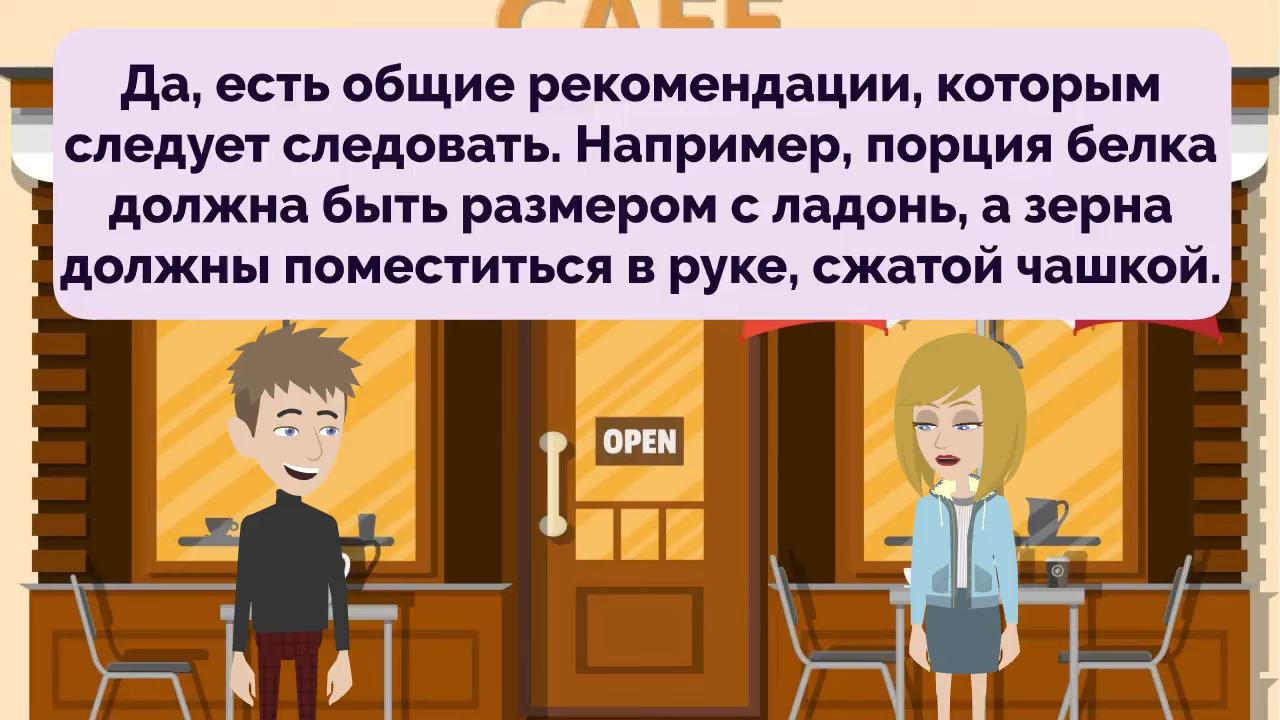 CAFE
Да, есть общие рекомендации, которым
следует следовать. Например, порция белка
должна быть размером с ладонь, а зерна
должны поместиться в руке, сжатой чашкой.
OPEN